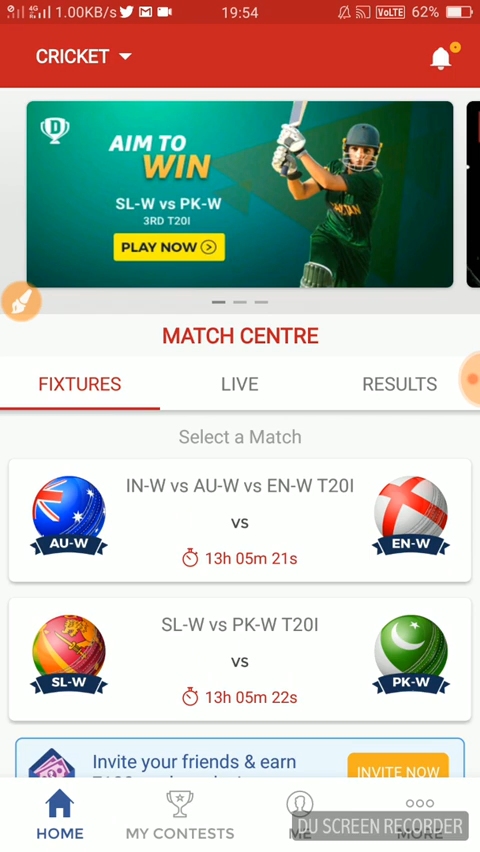 4G 1.00KB/s 19:54 VoLTE 62%
CRICKET
D
AIM TO
WIN
SL-W vs PK-W
3RD T20I
PLAY NOW
MATCH CENTRE
FIXTURES LIVE RESULTS
Select a Match
IN-W vs AU-W vs EN-W T20I
AU-W VS EN-W
13h 05m 21s
SL-W vs PK-W T20I
SL-W VS PK-W
13h 05m 22s
Invite your friends & earn
INVITE NOW
HOME MY CONTESTS ME MORE
DU SCREEN RECORDER